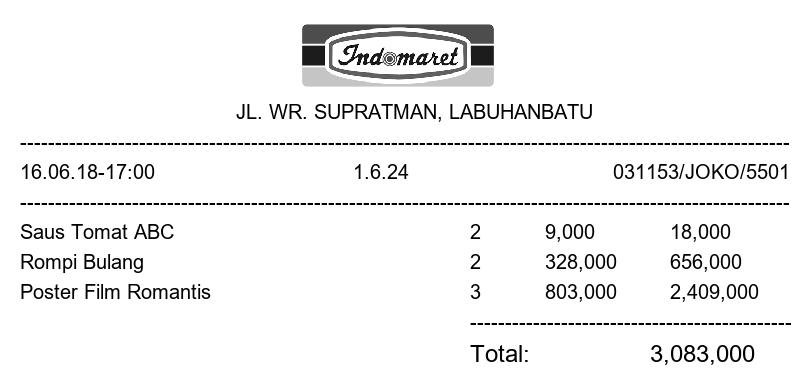 Indomaret
JL. WR. SUPRATMAN, LABUHANBATU
16.06.18-17:00 1.6.24 031153/JOKO/5501
Saus Tomat ABC 2 9,000 18,000
Rompi Bulang 2 328,000 656,000
Poster Film Romantis 3 803,000 2,409,000
Total: 3,083,000